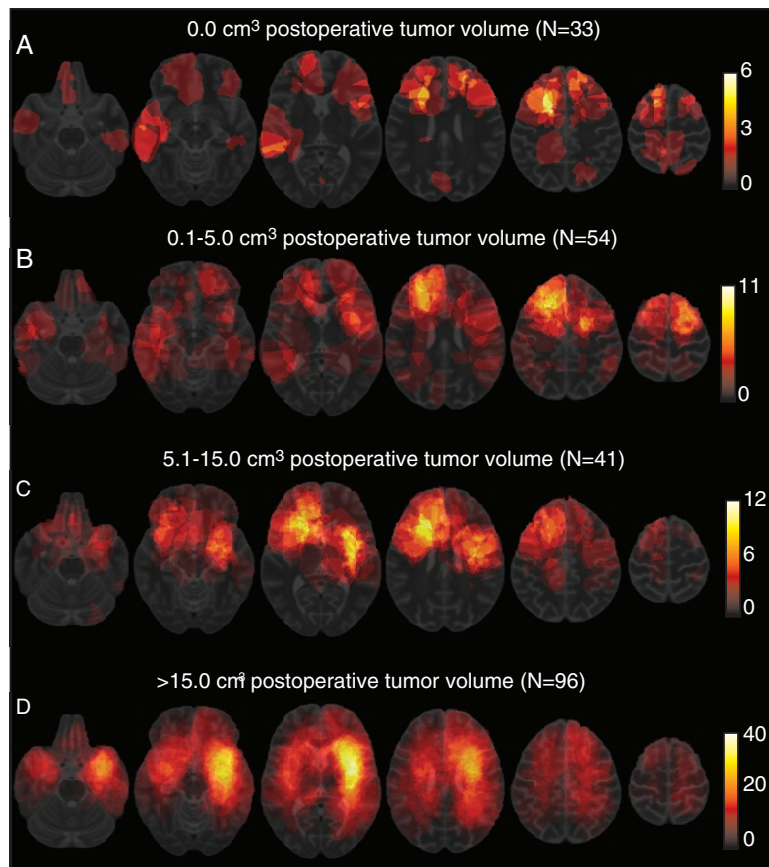 0.0 cm³ postoperative tumor volume (N=33)
A
6
3
0
0.1-5.0 cm³ postoperative tumor volume (N=54)
B
11
0
5.1-15.0 cm³ postoperative tumor volume (N=41)
C
12
6
0
>15.0 cm³ postoperative tumor volume (N=96)
D
40
20
0